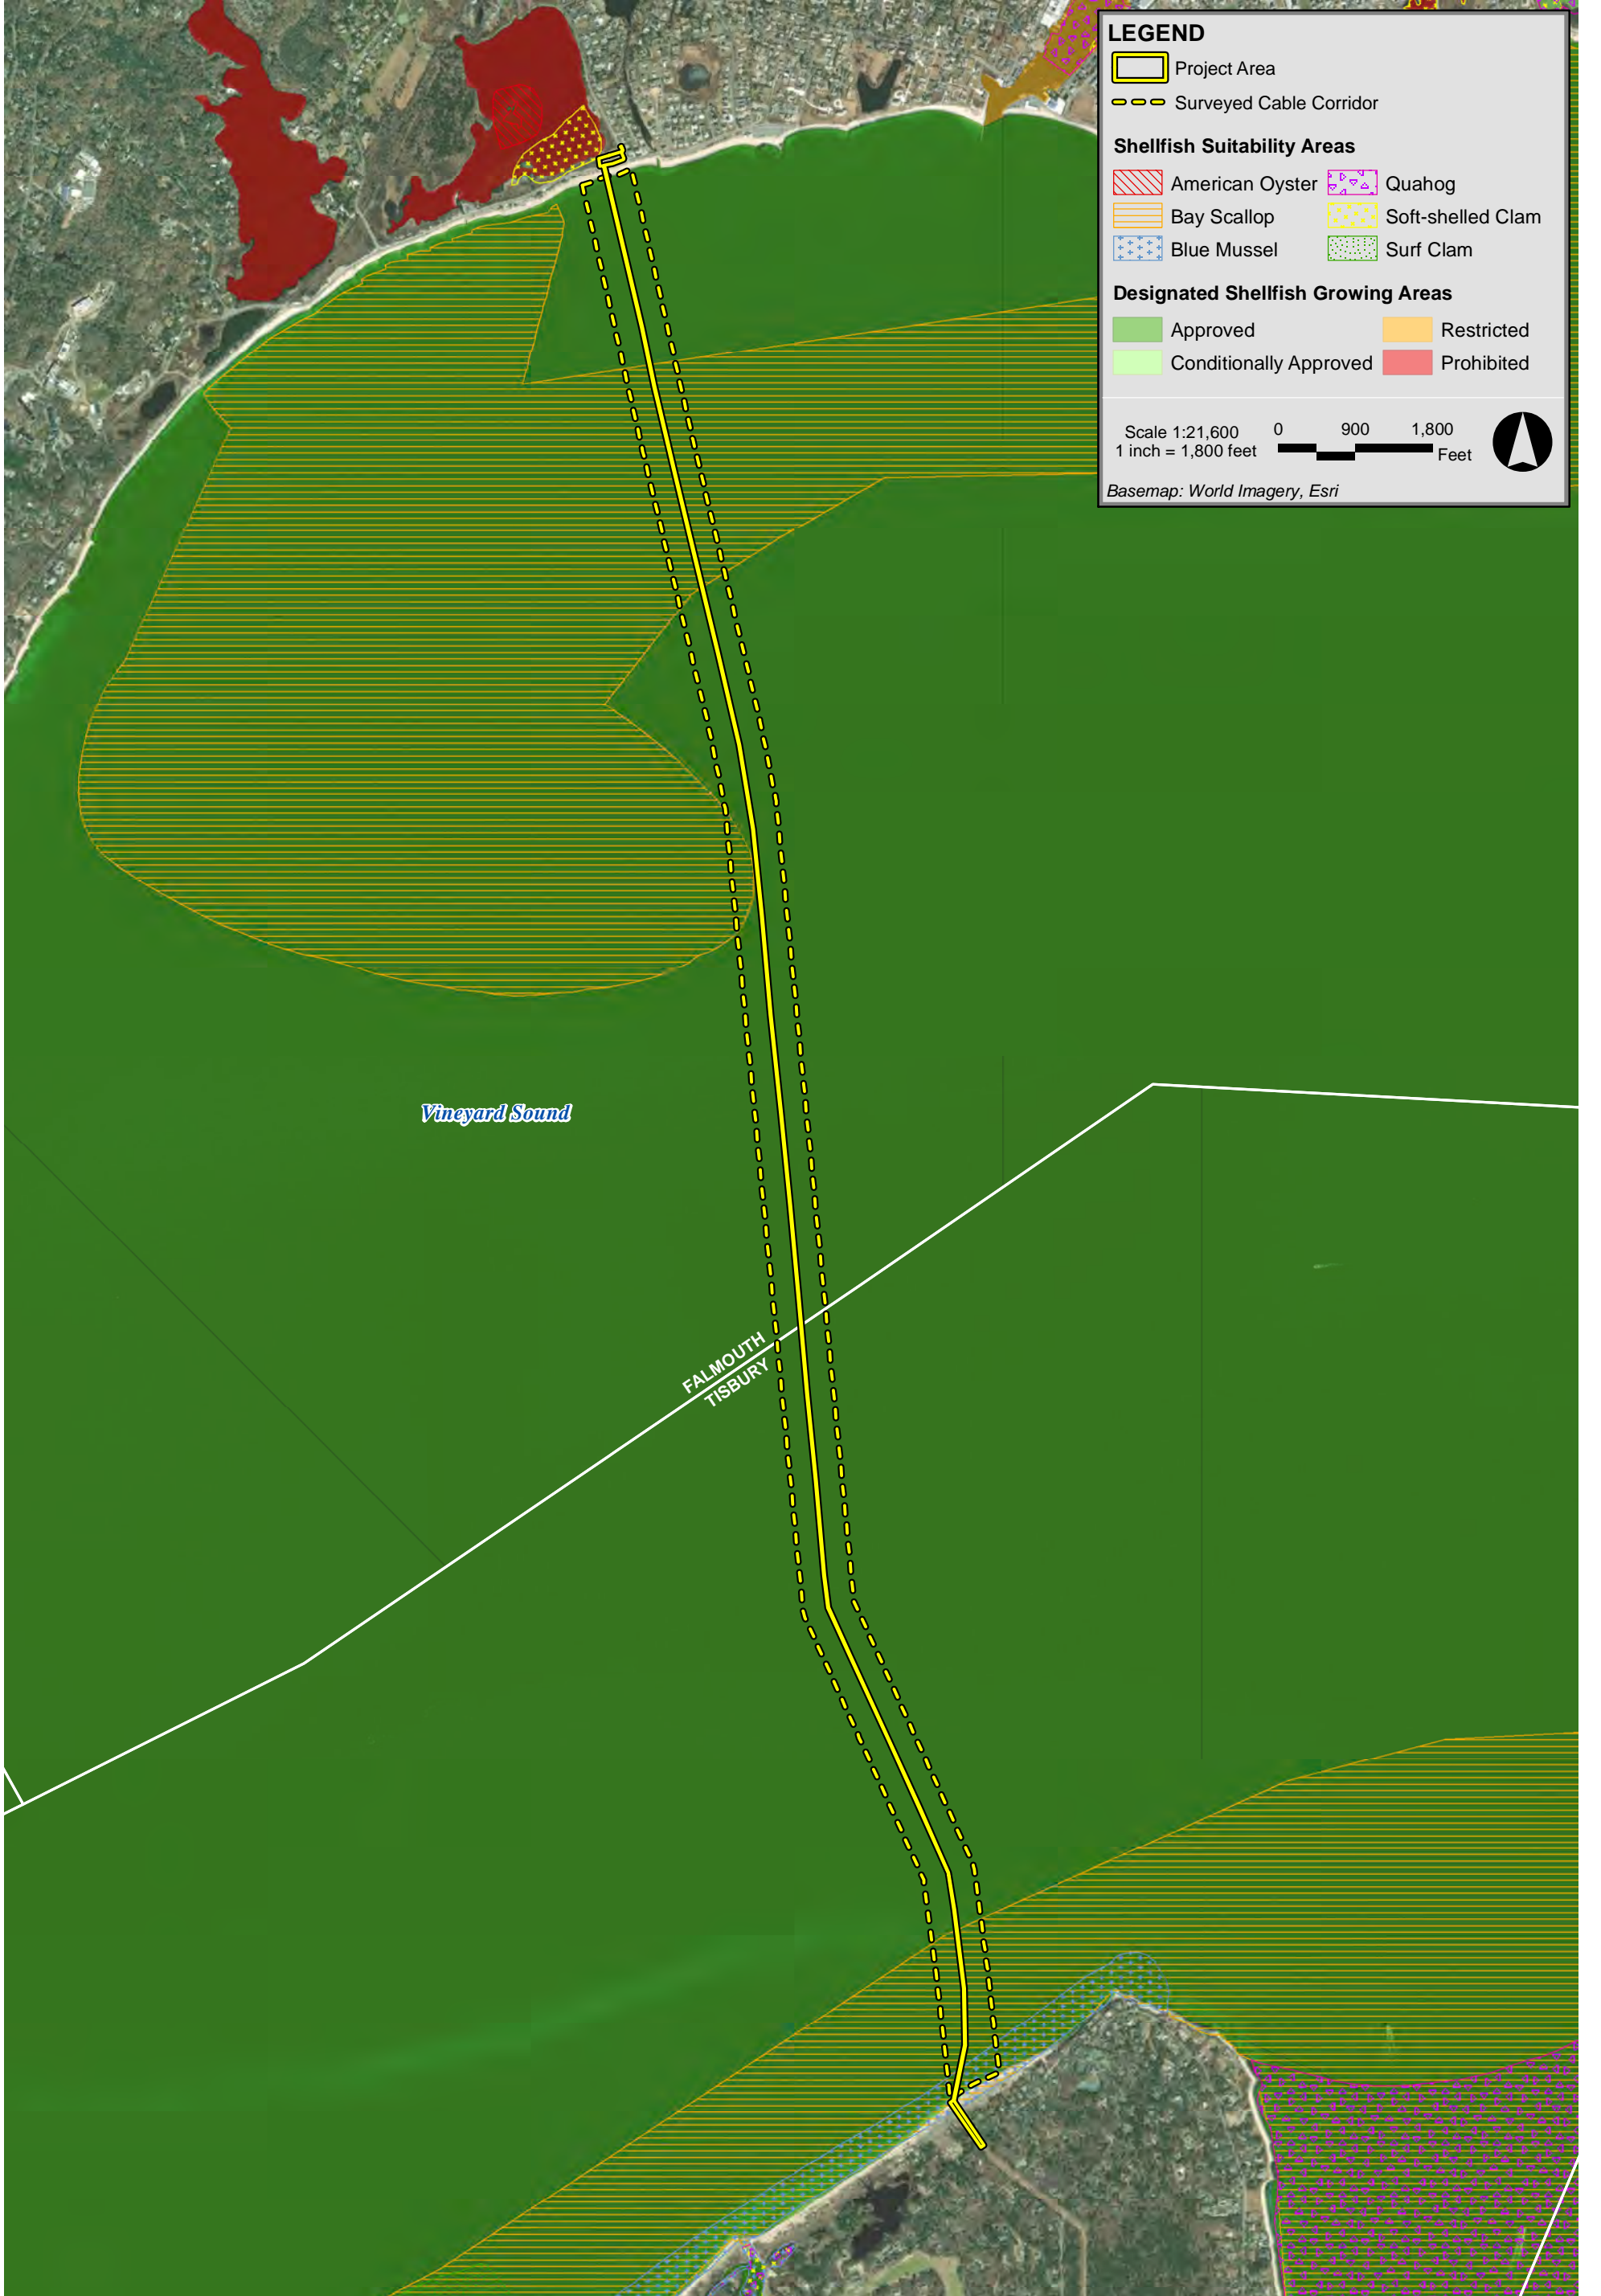 LEGEND
Project Area
Surveyed Cable Corridor
Shellfish Suitability Areas
American Oyster
Quahog
Bay Scallop
Soft-shelled Clam
Blue Mussel
Surf Clam
Designated Shellfish Growing Areas
Approved
Restricted
Conditionally Approved
Prohibited
Scale 1:21,600
1 inch = 1,800 feet
0 900 1,800
Feet
Basemap: World Imagery, Esri
Vineyard Sound
FALMOUTH
TISBURY